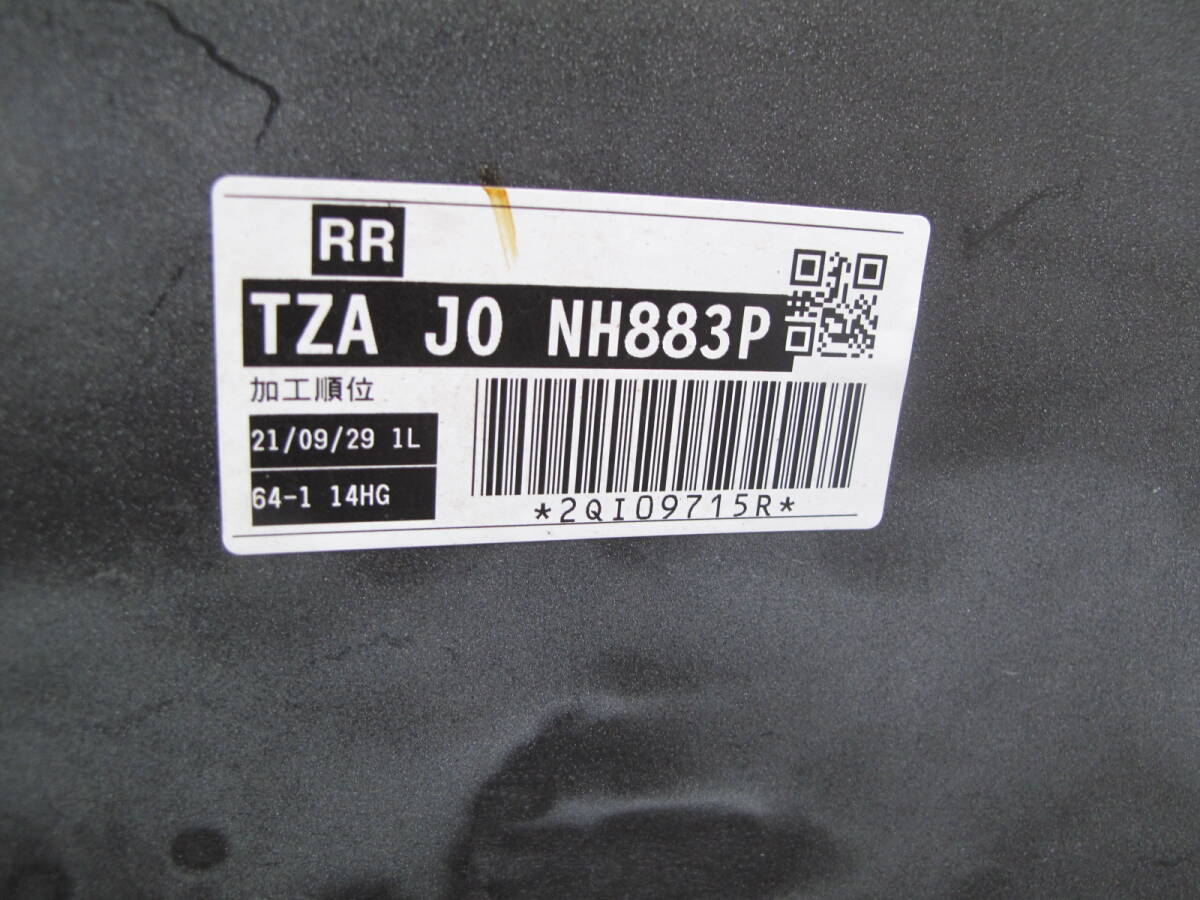 RR
TZA J0 NH883P
加工順位
21/09/29 1L
64-1 14HG
*2QI09715R*